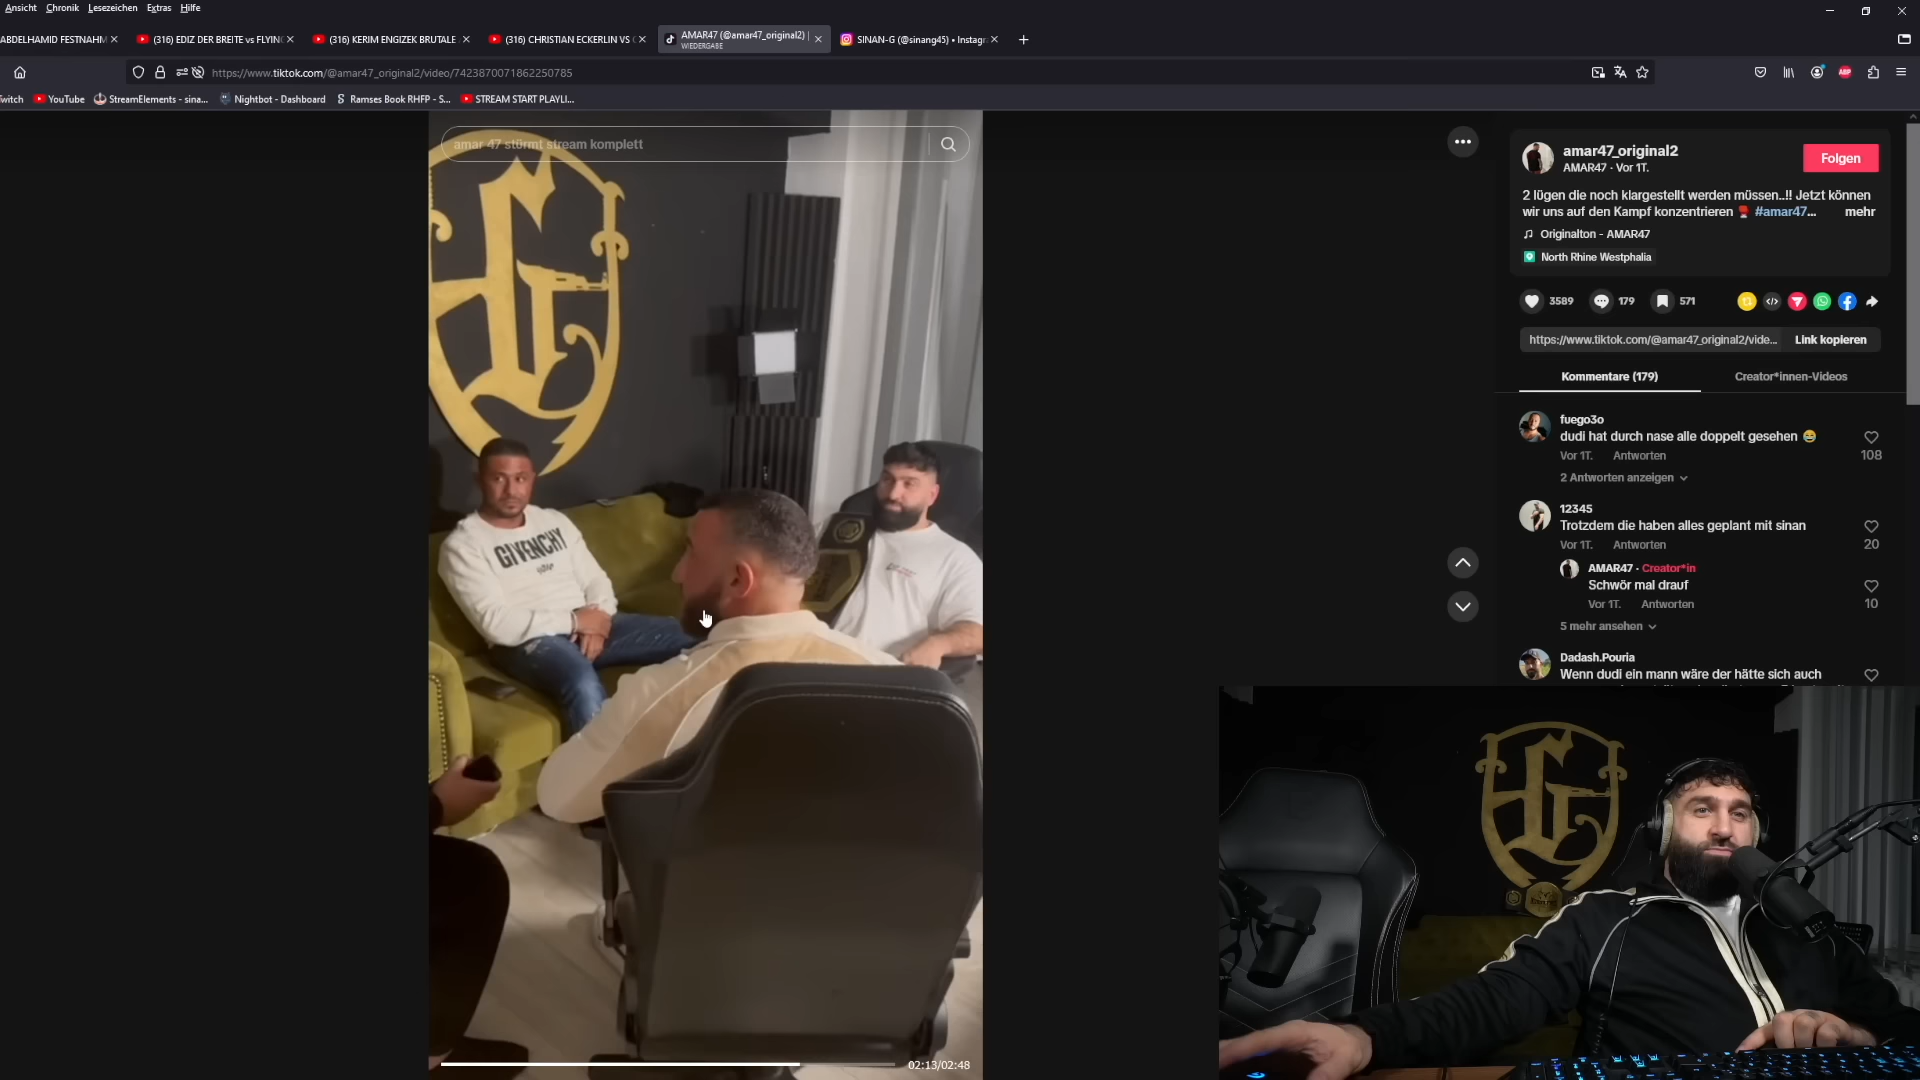 Ansicht Chronik Lesezeichen Extras Hilfe
ABDELHAMID FESTNAHM
(316) EDIZ DER BREITE vs FLYIN
(316) KERIM ENGIZEK BRUTALE
(316) CHRISTIAN ECKERLIN VS
AMAR47 (@amar47_original2) |
WIEDERGABE
SINAN-G (@sinang45) • Instagr
https://www.tiktok.com/@amar47_original2/video/7423870071862250785
ABP
witch YouTube StreamElements - sina... Nightbot - Dashboard Ramses Book RHFP - S... STREAM START PLAYLI...
amar 47 stürmt stream komplett
amar47_original2
AMAR47 · Vor 1T.
Folgen
2 lügen die noch klargestellt werden müssen..!! Jetzt können
wir uns auf den Kampf konzentrieren 🥊 #amar47... mehr
Originalton - AMAR47
North Rhine Westphalia
3589 179 571
https://www.tiktok.com/@amar47_original2/vide...
Link kopieren
Kommentare (179)
Creator*innen-Videos
fuego3o
dudi hat durch nase alle doppelt gesehen 😂
Vor 1T. Antworten 108
2 Antworten anzeigen
12345
Trotzdem die haben alles geplant mit sinan
Vor 1T. Antworten 20
AMAR47 · Creator*in
Schwör mal drauf
Vor 1T. Antworten 10
5 mehr ansehen
Dadash.Pouria
Wenn dudi ein mann wäre der hätte sich auch
GIVENCHY
02:13/02:48